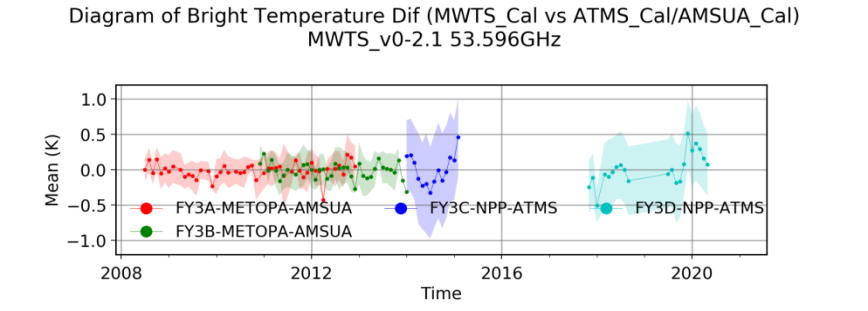 Diagram of Bright Temperature Dif (MWTS_Cal vs ATMS_Cal/AMSUA_Cal)
MWTS_v0-2.1 53.596GHz
1.0
0.5
0.0
−0.5
−1.0
Mean (K)
FY3A-METOPA-AMSUA
FY3B-METOPA-AMSUA
FY3C-NPP-ATMS
FY3D-NPP-ATMS
2008
2012
2016
2020
Time